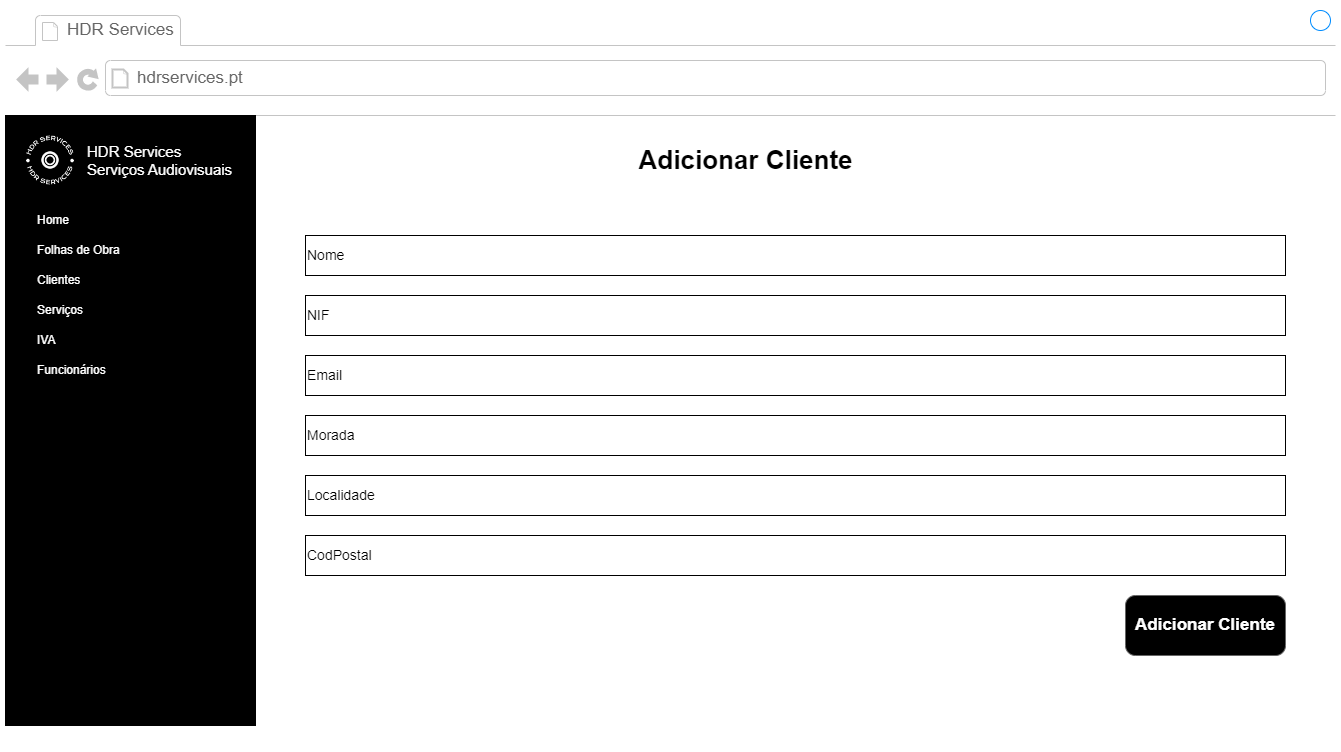 HDR Services
hdrservices.pt
HDR SERVICES
HDR SERVICES
HDR Services
Serviços Audiovisuais
Home
Folhas de Obra
Clientes
Serviços
IVA
Funcionários
Adicionar Cliente
Nome
NIF
Email
Morada
Localidade
CodPostal
Adicionar Cliente